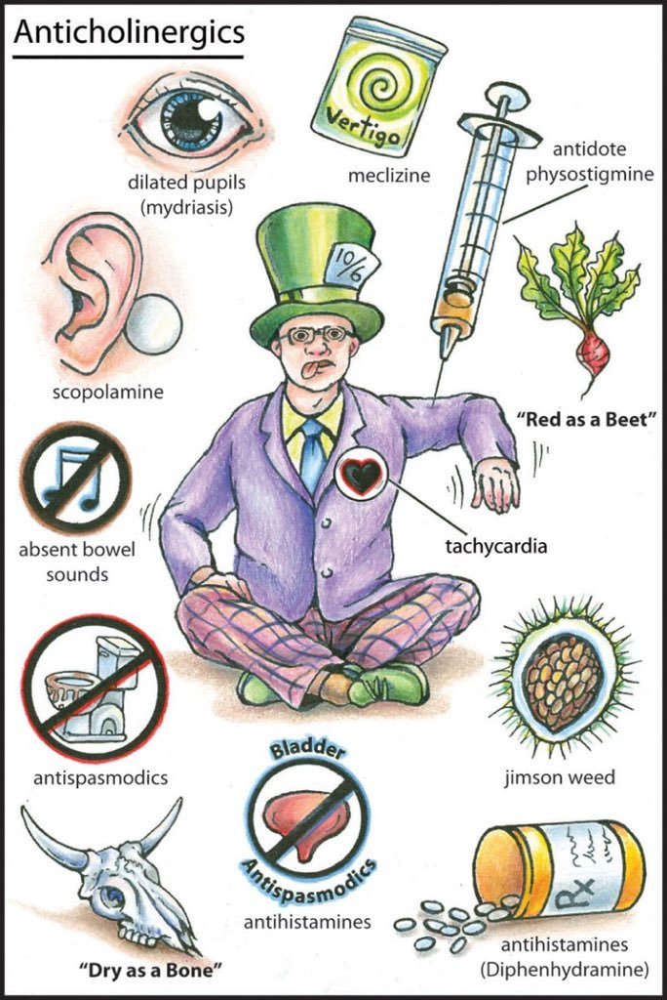 Anticholinergics
Vertigo
meclizine
antidote
physostigmine
dilated pupils
(mydriasis)
10/6
scopolamine
"Red as a Beet"
absent bowel
sounds
tachycardia
antispasmodics
jimson weed
Bladder
Antispasmodics
antihistamines
Rx
"Dry as a Bone"
antihistamines
(Diphenhydramine)